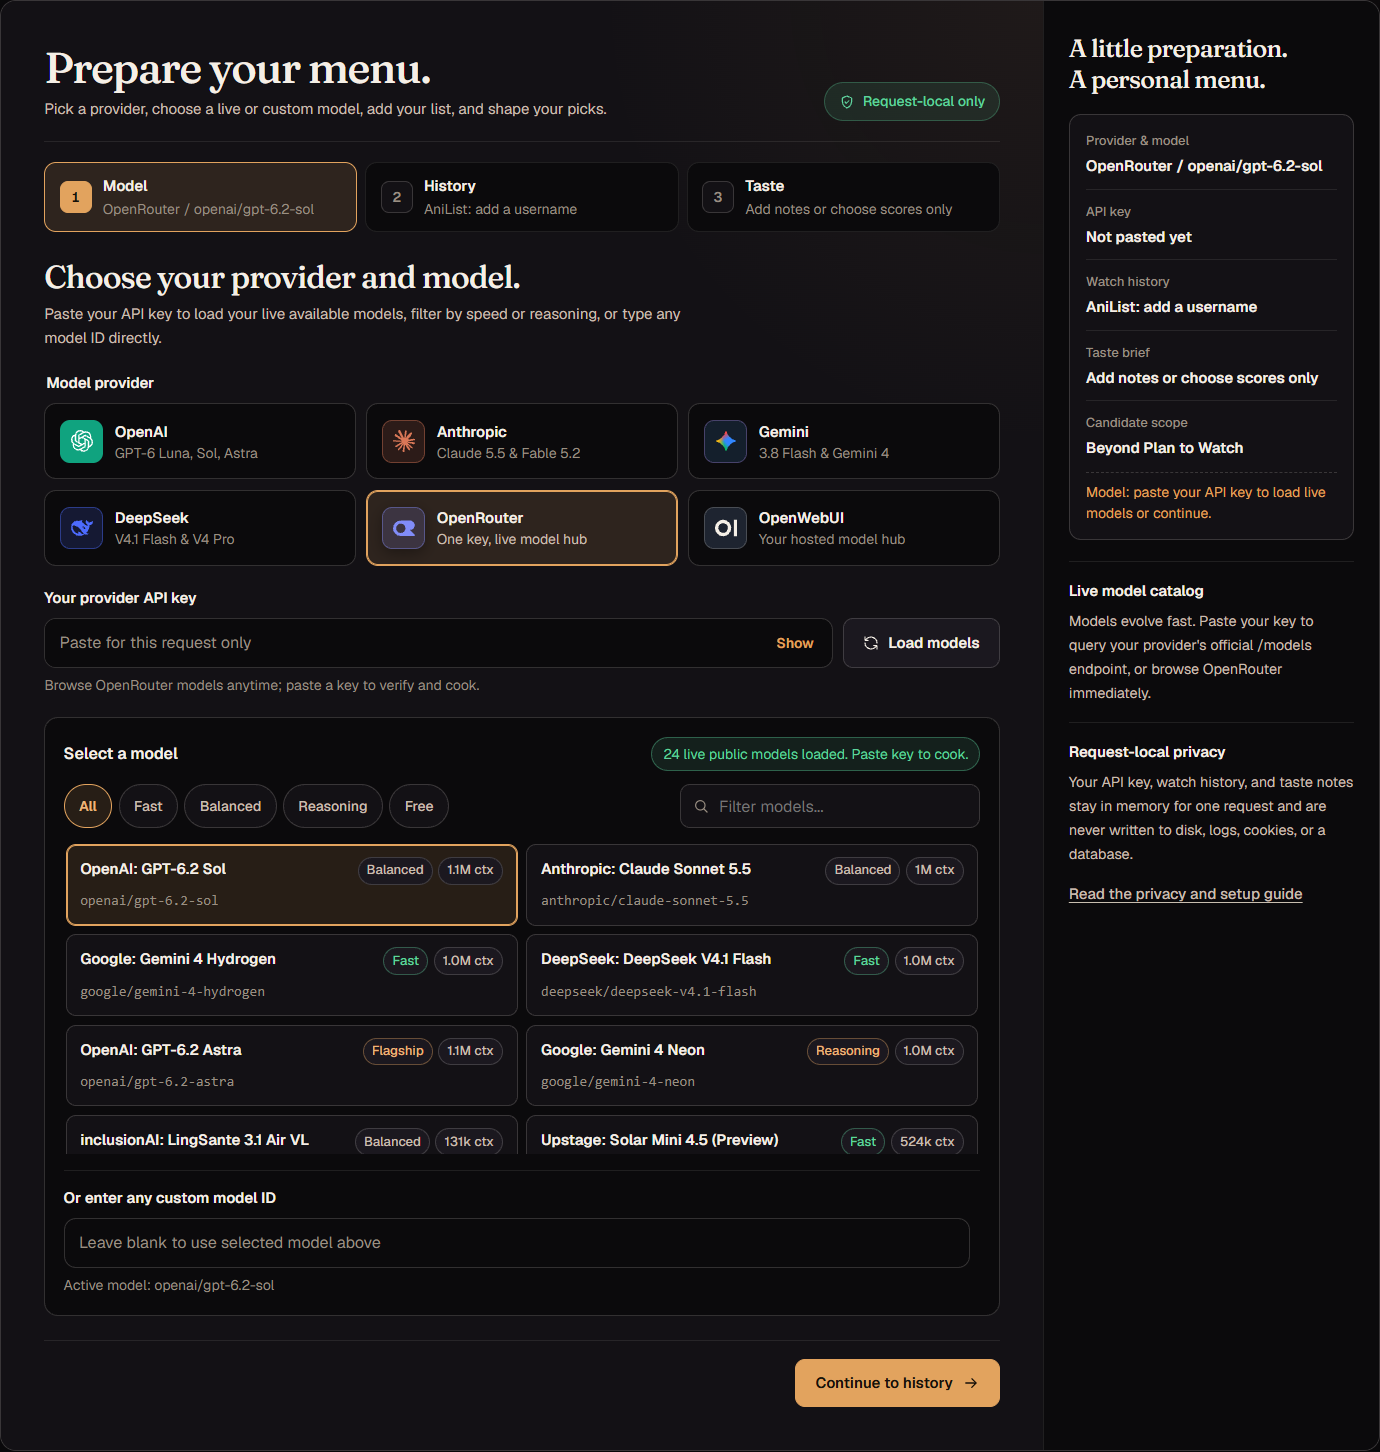 Prepare your menu.
Pick a provider, choose a live or custom model, add your list, and shape your picks.
Request-local only
1
Model
OpenRouter / openai/gpt-6.2-sol
2
History
AniList: add a username
3
Taste
Add notes or choose scores only
Choose your provider and model.
Paste your API key to load your live available models, filter by speed or reasoning, or type any
model ID directly.
Model provider
OpenAI
GPT-6 Luna, Sol, Astra
Anthropic
Claude 5.5 & Fable 5.2
Gemini
3.8 Flash & Gemini 4
DeepSeek
V4.1 Flash & V4 Pro
OpenRouter
One key, live model hub
OpenWebUI
Your hosted model hub
Your provider API key
Paste for this request only
Show
Load models
Browse OpenRouter models anytime; paste a key to verify and cook.
Select a model
24 live public models loaded. Paste key to cook.
All
Fast
Balanced
Reasoning
Free
Filter models...
OpenAI: GPT-6.2 Sol
Balanced
1.1M ctx
openai/gpt-6.2-sol
Anthropic: Claude Sonnet 5.5
Balanced
1M ctx
anthropic/claude-sonnet-5.5
Google: Gemini 4 Hydrogen
Fast
1.0M ctx
google/gemini-4-hydrogen
DeepSeek: DeepSeek V4.1 Flash
Fast
1.0M ctx
deepseek/deepseek-v4.1-flash
OpenAI: GPT-6.2 Astra
Flagship
1.1M ctx
openai/gpt-6.2-astra
Google: Gemini 4 Neon
Reasoning
1.0M ctx
google/gemini-4-neon
inclusionAI: LingSante 3.1 Air VL
Balanced
131k ctx
Upstage: Solar Mini 4.5 (Preview)
Fast
524k ctx
Or enter any custom model ID
Leave blank to use selected model above
Active model: openai/gpt-6.2-sol
Continue to history
A little preparation.
A personal menu.
Provider & model
OpenRouter / openai/gpt-6.2-sol
API key
Not pasted yet
Watch history
AniList: add a username
Taste brief
Add notes or choose scores only
Candidate scope
Beyond Plan to Watch
Model: paste your API key to load live
models or continue.
Live model catalog
Models evolve fast. Paste your key to
query your provider's official /models
endpoint, or browse OpenRouter
immediately.
Request-local privacy
Your API key, watch history, and taste notes
stay in memory for one request and are
never written to disk, logs, cookies, or a
database.
Read the privacy and setup guide